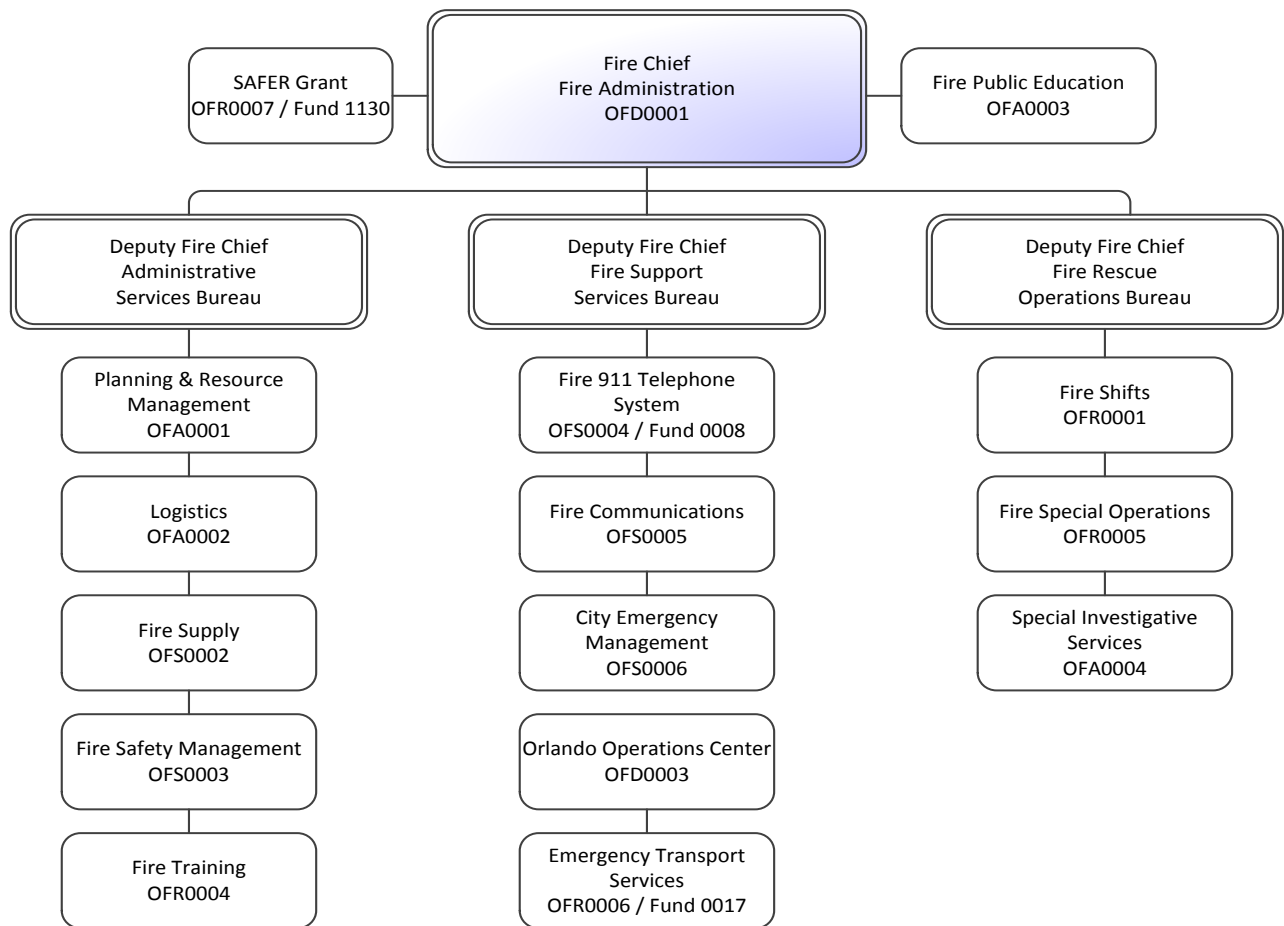 SAFER Grant
OFR0007 / Fund 1130
Fire Chief
Fire Administration
OFD0001
Fire Public Education
OFA0003
Deputy Fire Chief
Administrative
Services Bureau
Deputy Fire Chief
Fire Support
Services Bureau
Deputy Fire Chief
Fire Rescue
Operations Bureau
Planning & Resource
Management
OFA0001
Logistics
OFA0002
Fire Supply
OFS0002
Fire Safety Management
OFS0003
Fire Training
OFR0004
Fire 911 Telephone
System
OFS0004 / Fund 0008
Fire Communications
OFS0005
City Emergency
Management
OFS0006
Orlando Operations Center
OFD0003
Emergency Transport
Services
OFR0006 / Fund 0017
Fire Shifts
OFR0001
Fire Special Operations
OFR0005
Special Investigative
Services
OFA0004